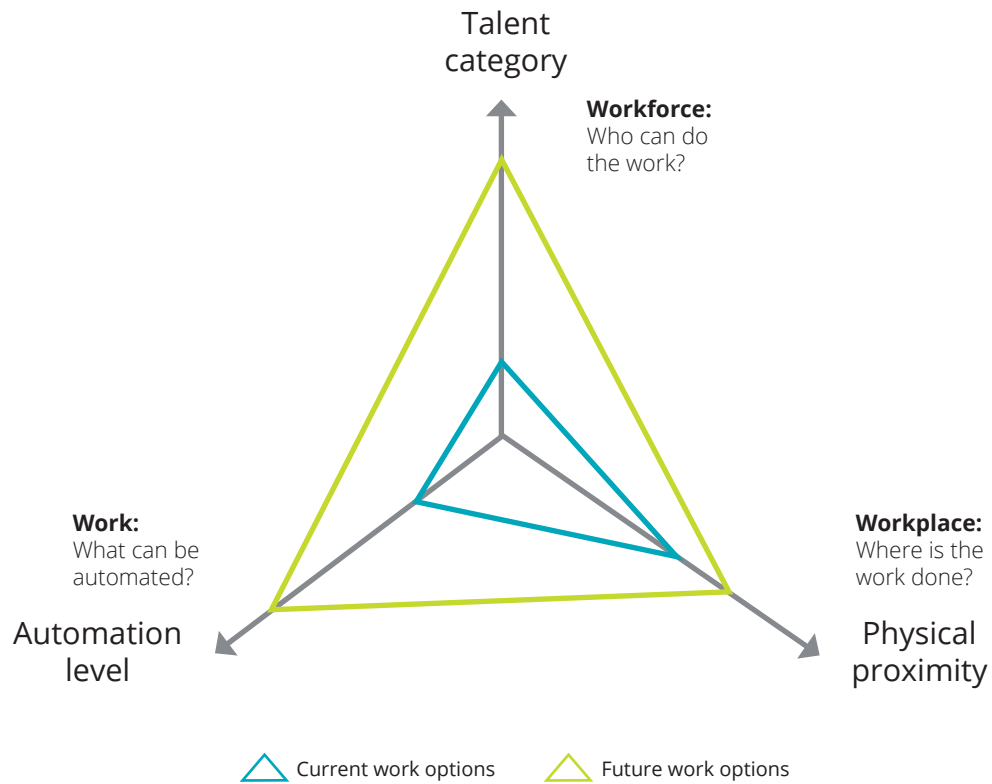 Talent
category
Workforce:
Who can do
the work?
Work:
What can be
automated?
Automation
level
Workplace:
Where is the
work done?
Physical
proximity
Current work options
Future work options